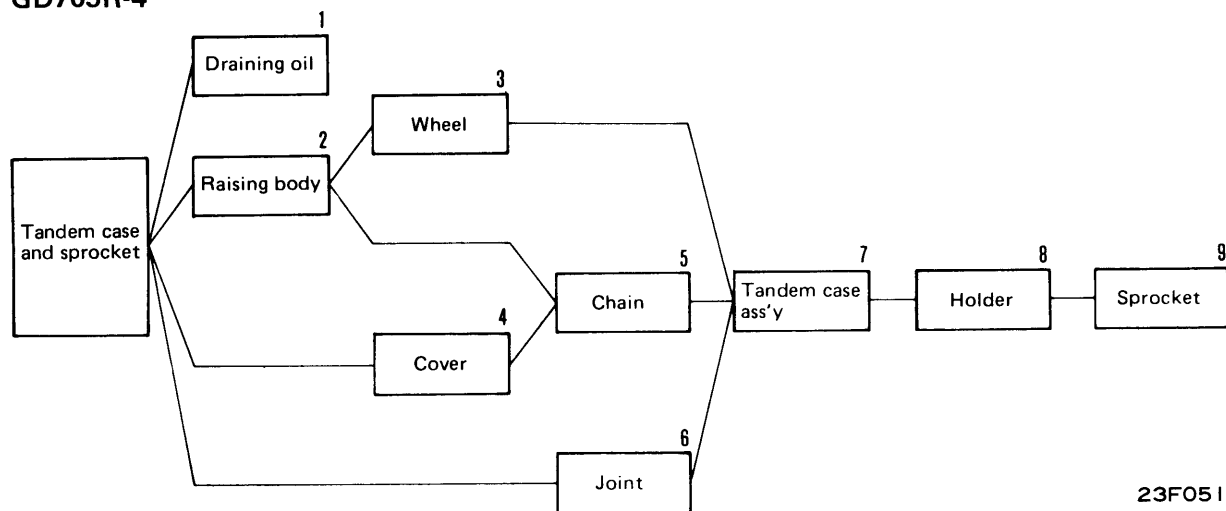 1
Draining oil
3
Wheel
2
Raising body
Tandem case
and sprocket
5
Chain
7
Tandem case
ass'y
8
Holder
9
Sprocket
4
Cover
6
Joint
23F051